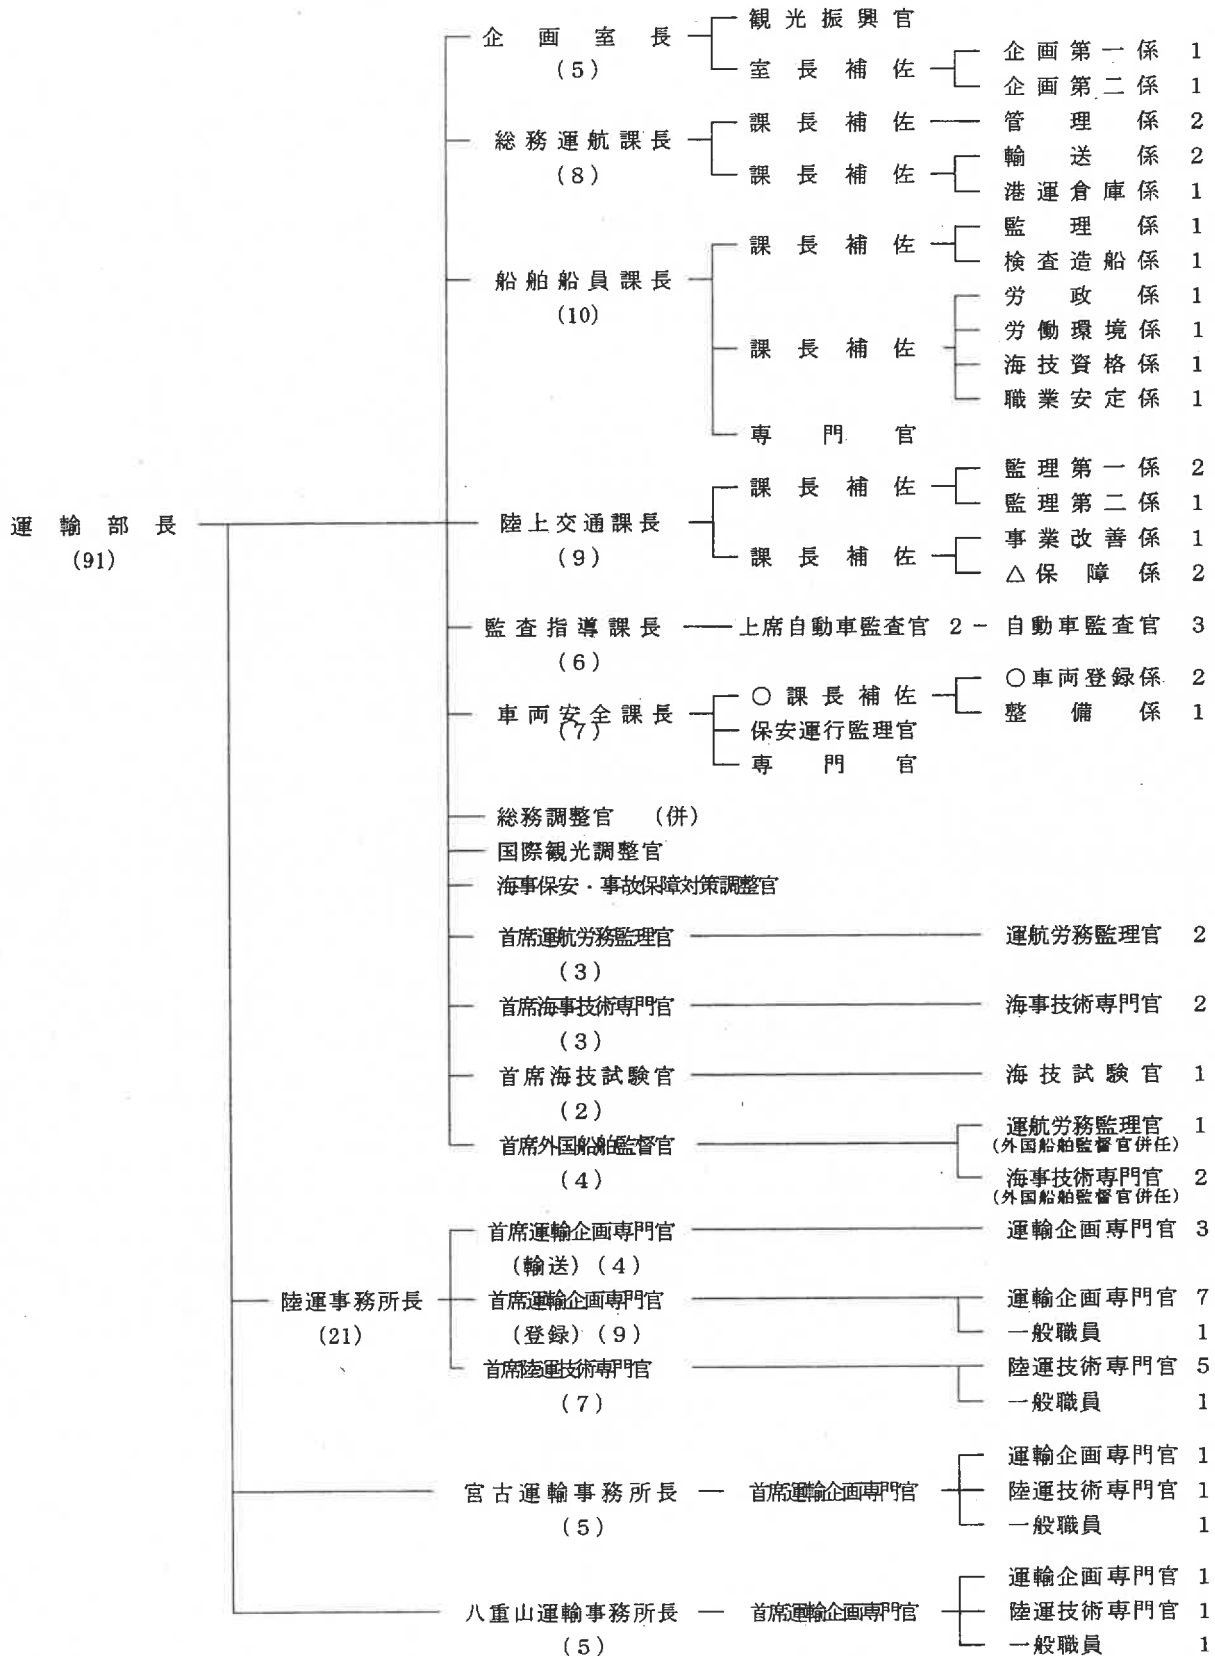 企画室長
(5)
観光振興官
室長補佐
企画第一係 1
企画第二係 1
総務運航課長
(8)
課長補佐
管理係 2
課長補佐
輸送係 2
港運倉庫係 1
船舶船員課長
(10)
課長補佐
監理係 1
検査造船係 1
課長補佐
労政係 1
労働環境係 1
海技資格係 1
職業安定係 1
専門官
運輸部長
(91)
陸上交通課長
(9)
課長補佐
監理第一係 2
監理第二係 1
課長補佐
事業改善係 1
△保障係 2
監査指導課長
(6)
上席自動車監査官 2
自動車監査官 3
車両安全課長
(7)
○課長補佐
○車両登録係 2
整備係 1
保安運行監理官
専門官
総務調整官 (併)
国際観光調整官
海事保安・事故保障対策調整官
首席運航労務監理官
(3)
運航労務監理官 2
首席海事技術専門官
(3)
海事技術専門官 2
首席海技試験官
(2)
海技試験官 1
首席外国船舶監督官
(4)
運航労務監理官 1
(外国船舶監督官併任)
海事技術専門官 2
(外国船舶監督官併任)
陸運事務所長
(21)
首席運輸企画専門官
(輸送) (4)
運輸企画専門官 3
首席運輸企画専門官
(登録) (9)
運輸企画専門官 7
一般職員 1
首席陸運技術専門官
(7)
陸運技術専門官 5
一般職員 1
宮古運輸事務所長
(5)
首席運輸企画専門官
運輸企画専門官 1
陸運技術専門官 1
一般職員 1
八重山運輸事務所長
(5)
首席運輸企画専門官
運輸企画専門官 1
陸運技術専門官 1
一般職員 1